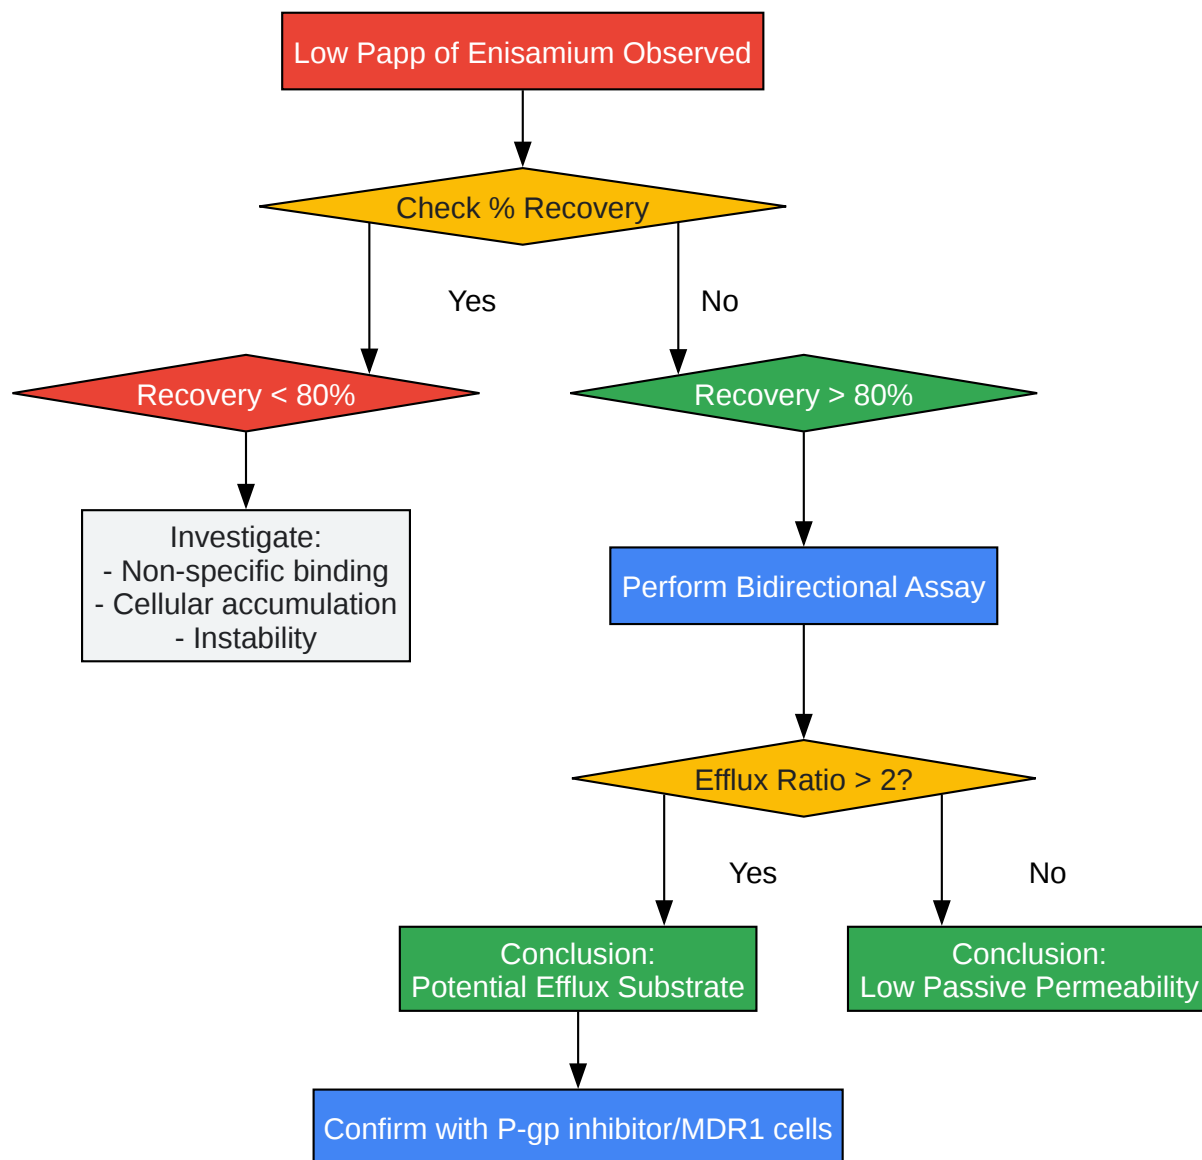 Low Papp of Enisamium Observed
Check % Recovery
Yes
No
Recovery < 80%
Recovery > 80%
Investigate:
- Non-specific binding
- Cellular accumulation
- Instability
Perform Bidirectional Assay
Efflux Ratio > 2?
Yes
No
Conclusion:
Potential Efflux Substrate
Conclusion:
Low Passive Permeability
Confirm with P-gp inhibitor/MDR1 cells